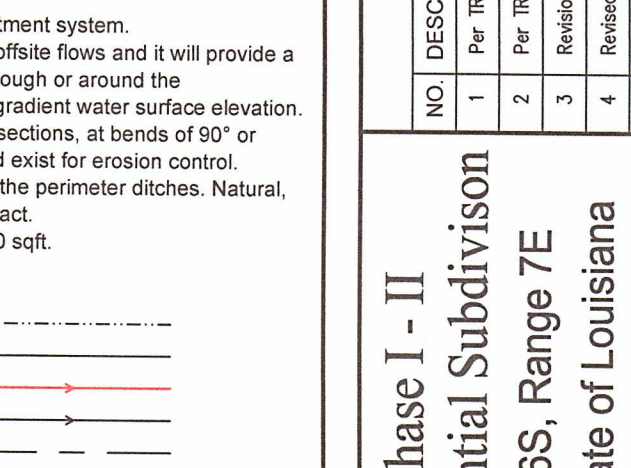 tment system.
offsite flows and it will provide a
ough or around the
gradient water surface elevation.
sections, at bends of 90° or
d exist for erosion control.
the perimeter ditches. Natural,
act.
0 sqft.
NO. DESC
1 Per TR
2 Per TR
3 Revisio
4 Revised
hase I - II
ntial Subdivison
6S, Range 7E
ate of Louisiana